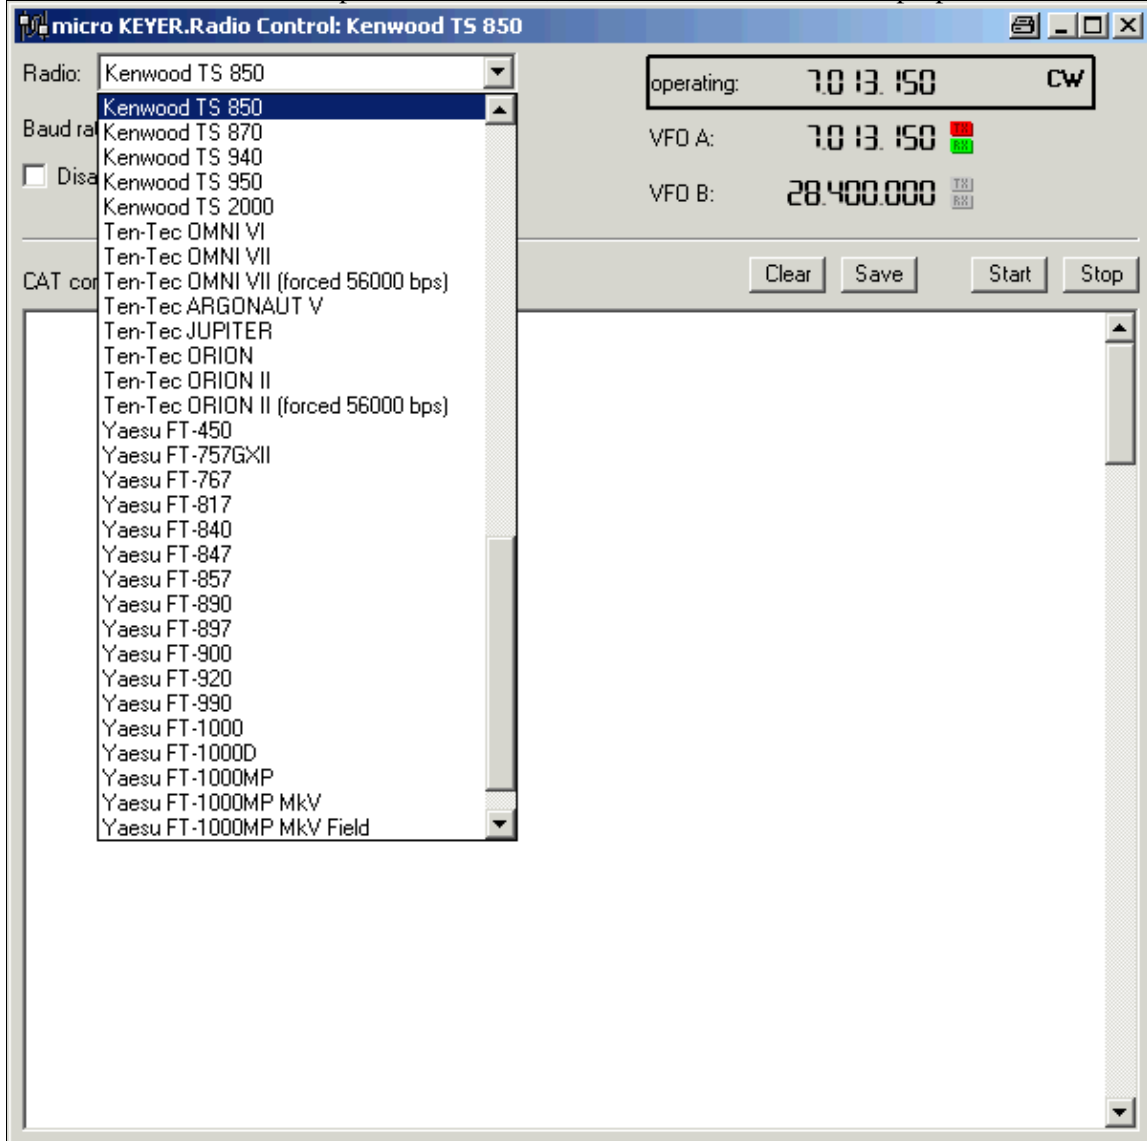 micro KEYER.Radio Control: Kenwood TS 850
Radio: Kenwood TS 850
operating: 7.013.150 CW
VFO A: 7.013.150 TX RX
VFO B: 28.400.000 TX RX
Baud ra
Disa
CAT con
Clear Save Start Stop
Kenwood TS 850
Kenwood TS 870
Kenwood TS 940
Kenwood TS 950
Kenwood TS 2000
Ten-Tec OMNI VI
Ten-Tec OMNI VII
Ten-Tec OMNI VII (forced 56000 bps)
Ten-Tec ARGONAUT V
Ten-Tec JUPITER
Ten-Tec ORION
Ten-Tec ORION II
Ten-Tec ORION II (forced 56000 bps)
Yaesu FT-450
Yaesu FT-757GXII
Yaesu FT-767
Yaesu FT-817
Yaesu FT-840
Yaesu FT-847
Yaesu FT-857
Yaesu FT-890
Yaesu FT-897
Yaesu FT-900
Yaesu FT-920
Yaesu FT-990
Yaesu FT-1000
Yaesu FT-1000D
Yaesu FT-1000MP
Yaesu FT-1000MP MkV
Yaesu FT-1000MP MkV Field